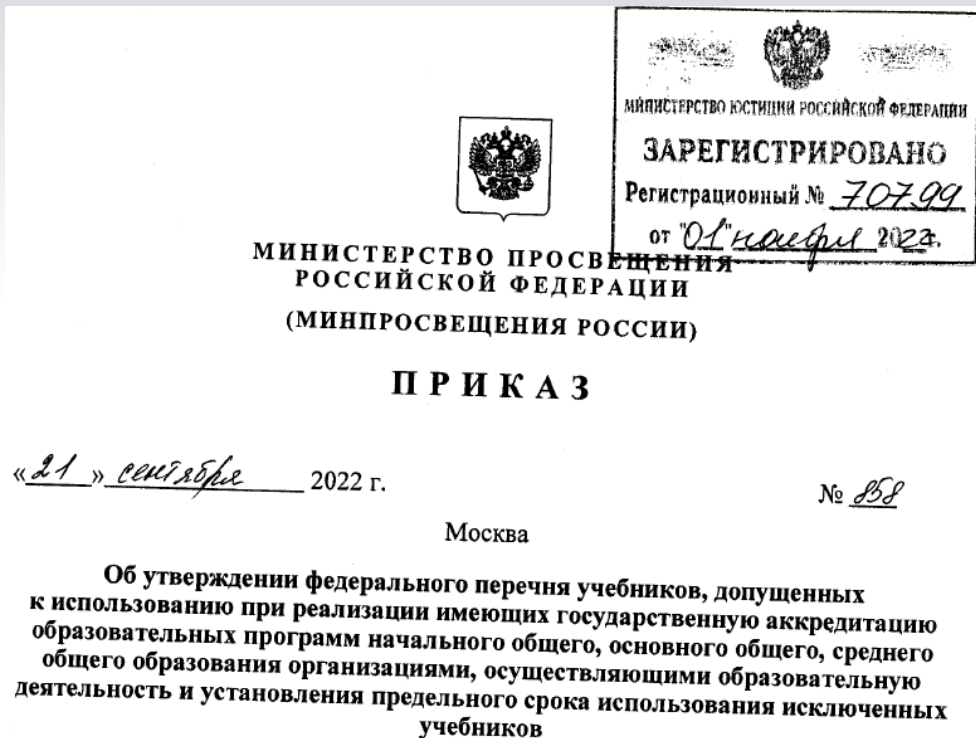 МИНИСТЕРСТВО ЮСТИЦИИ РОССИЙСКОЙ ФЕДЕРАЦИИ
ЗАРЕГИСТРИРОВАНО
Регистрационный № 70799
от "01" ноября 2022г.
МИНИСТЕРСТВО ПРОСВЕЩЕНИЯ
РОССИЙСКОЙ ФЕДЕРАЦИИ
(МИНПРОСВЕЩЕНИЯ РОССИИ)
ПРИКАЗ
«21» сентября 2022 г.
№ 858
Москва
Об утверждении федерального перечня учебников, допущенных
к использованию при реализации имеющих государственную аккредитацию
образовательных программ начального общего, основного общего, среднего
общего образования организациями, осуществляющими образовательную
деятельность и установления предельного срока использования исключенных
учебников